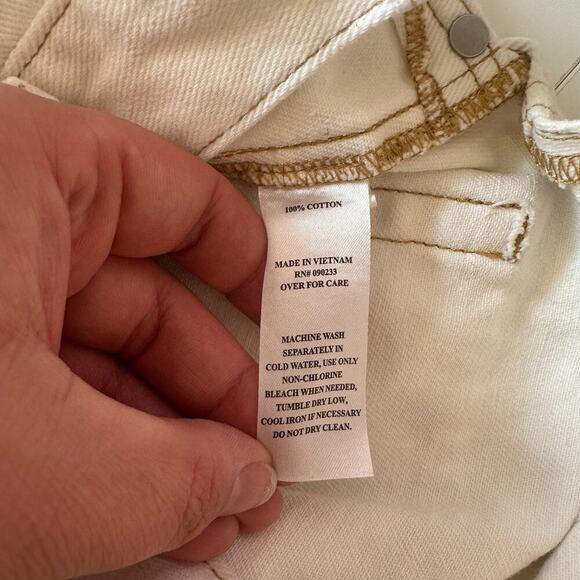 100% COTTON
MADE IN VIETNAM
RN# 090233
OVER FOR CARE
MACHINE WASH
SEPARATELY IN
COLD WATER, USE ONLY
NON-CHLORINE
BLEACH WHEN NEEDED,
TUMBLE DRY LOW,
COOL IRON IF NECESSARY
DO NOT DRY CLEAN.